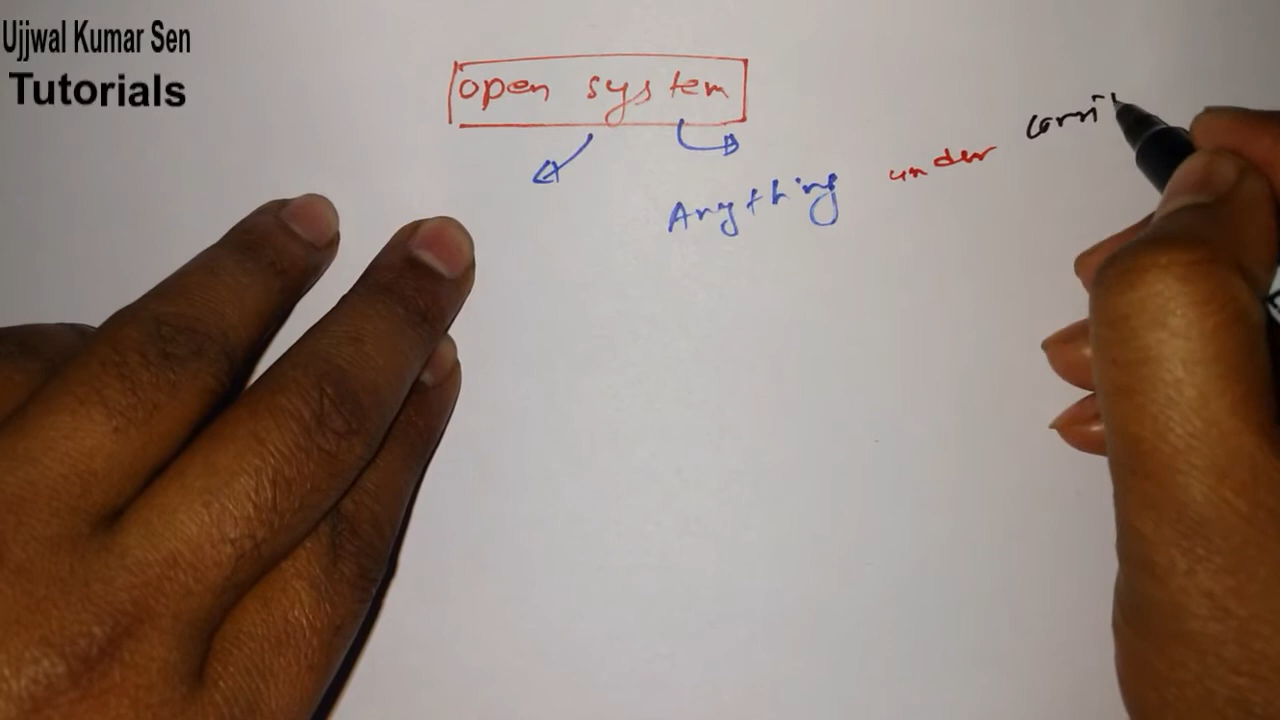 Ujjwal Kumar Sen
Tutorials
open system
Anything under